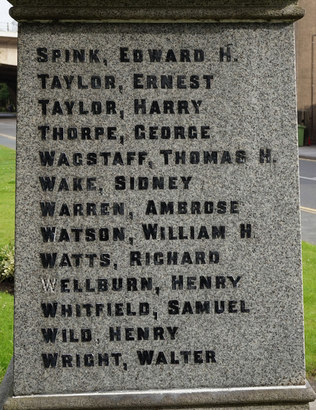 SPINK, EDWARD H.
TAYLOR, ERNEST
TAYLOR, HARRY
THORPE, GEORGE
WAGSTAFF, THOMAS H.
WAKE, SIDNEY
WARREN, AMBROSE
WATSON, WILLIAM H
WATTS, RICHARD
WELLBURN, HENRY
WHITFIELD, SAMUEL
WILD, HENRY
WRIGHT, WALTER